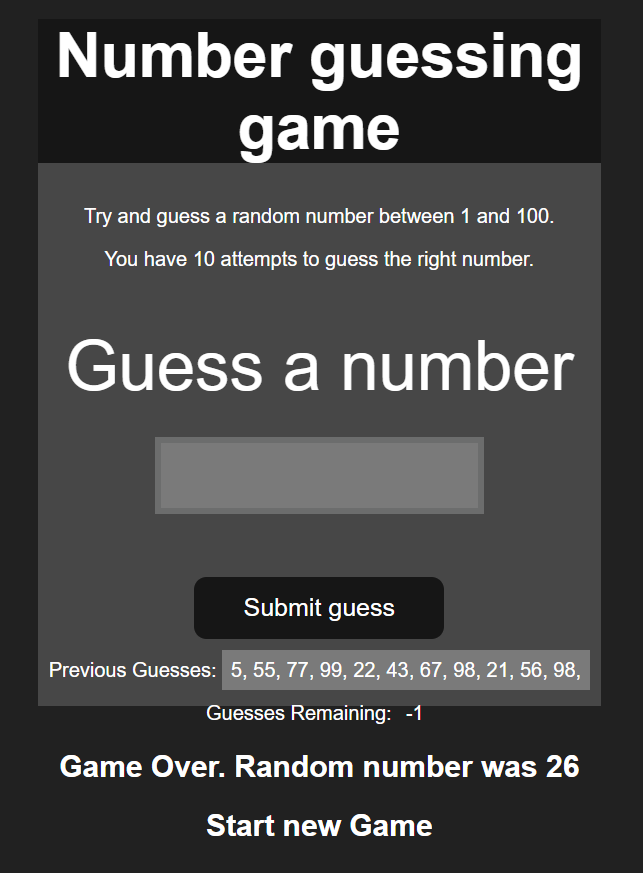 Number guessing
game
Try and guess a random number between 1 and 100.
You have 10 attempts to guess the right number.
Guess a number
Submit guess
Previous Guesses: 5, 55, 77, 99, 22, 43, 67, 98, 21, 56, 98,
Guesses Remaining: -1
Game Over. Random number was 26
Start new Game